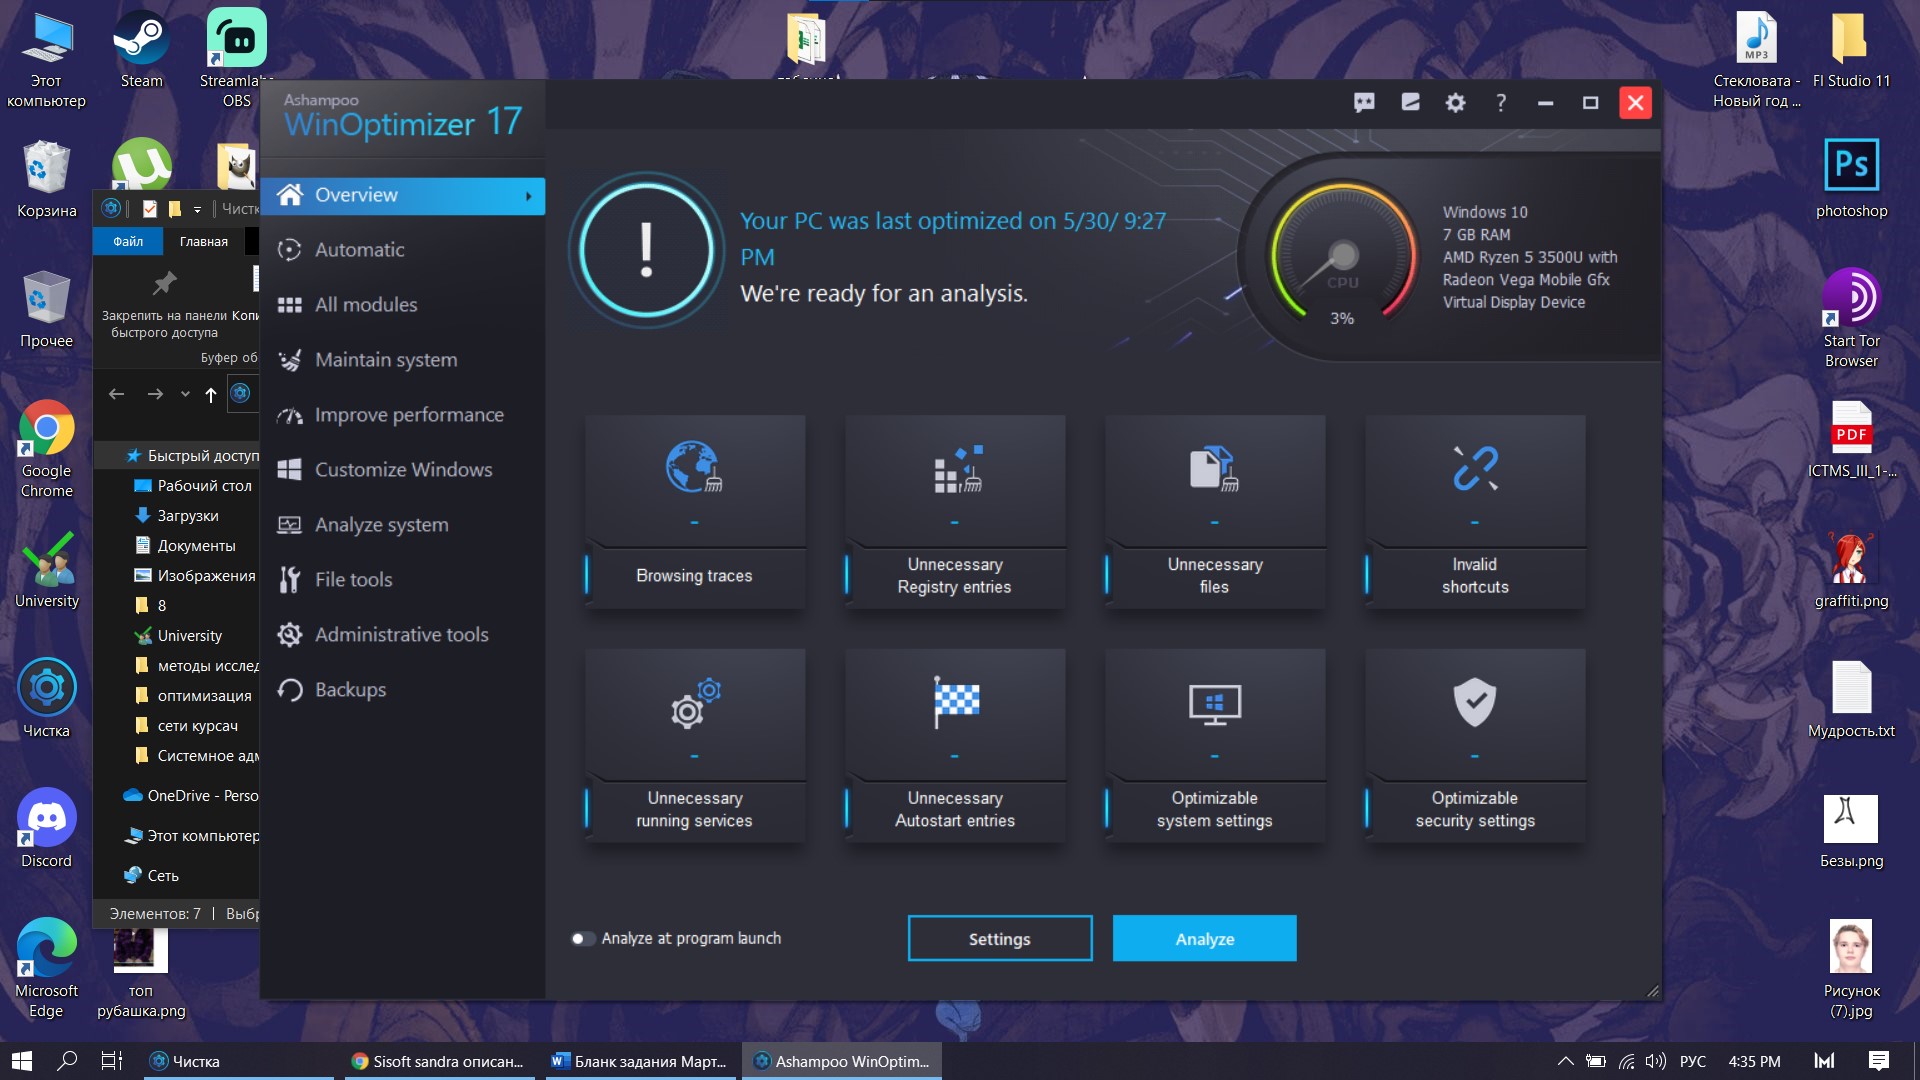 Этот
компьютер
Steam
Streamlabs
OBS
MP3
Стекловата -
Новый год ...
Fl Studio 11
Корзина
Ps
photoshop
Прочее
Start Tor
Browser
Google
Chrome
PDF
ICTMS_III_1-...
University
graffiti.png
Чистка
Мудрость.txt
Discord
Безы.png
Microsoft
Edge
топ
рубашка.png
Рисунок
(7).jpg
Чистк
Файл
Главная
Закрепить на панели
быстрого доступа
Копи
Буфер об
Быстрый доступ
Рабочий стол
Загрузки
Документы
Изображения
8
University
методы исслед
оптимизация
сети курсач
Системное адм
OneDrive - Perso
Этот компьютер
Сеть
Элементов: 7
Выбр
Ashampoo
WinOptimizer 17
?
Overview
Automatic
All modules
Maintain system
Improve performance
Customize Windows
Analyze system
File tools
Administrative tools
Backups
!
Your PC was last optimized on 5/30/ 9:27
PM
We're ready for an analysis.
CPU
3%
Windows 10
7 GB RAM
AMD Ryzen 5 3500U with
Radeon Vega Mobile Gfx
Virtual Display Device
-
Browsing traces
-
Unnecessary
Registry entries
-
Unnecessary
files
-
Invalid
shortcuts
-
Unnecessary
running services
-
Unnecessary
Autostart entries
-
Optimizable
system settings
-
Optimizable
security settings
Analyze at program launch
Settings
Analyze
Чистка
Sisoft sandra описан...
Бланк задания Март...
Ashampoo WinOptim...
РУС
4:35 PM